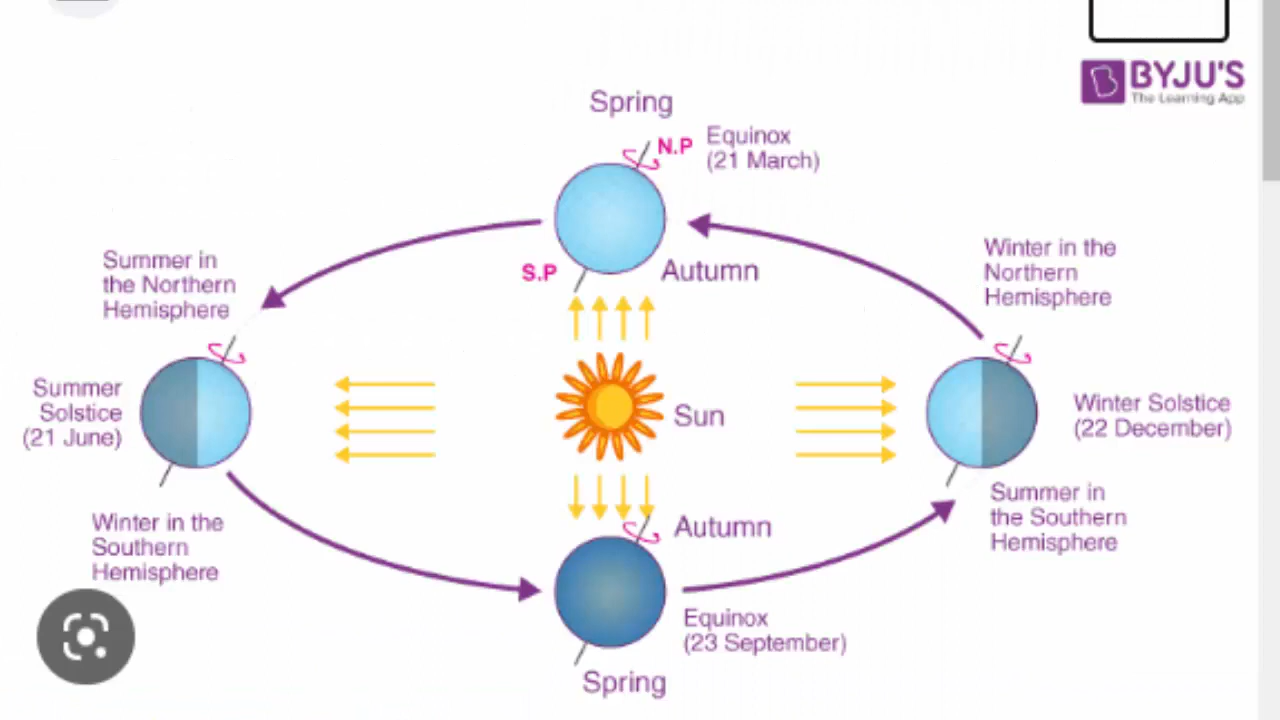 BYJU'S
The Learning App
Spring
N.P
Equinox
(21 March)
S.P
Autumn
Summer in
the Northern
Hemisphere
Winter in the
Northern
Hemisphere
Summer
Solstice
(21 June)
Sun
Winter Solstice
(22 December)
Winter in the
Southern
Hemisphere
Summer in
the Southern
Hemisphere
Autumn
Equinox
(23 September)
Spring